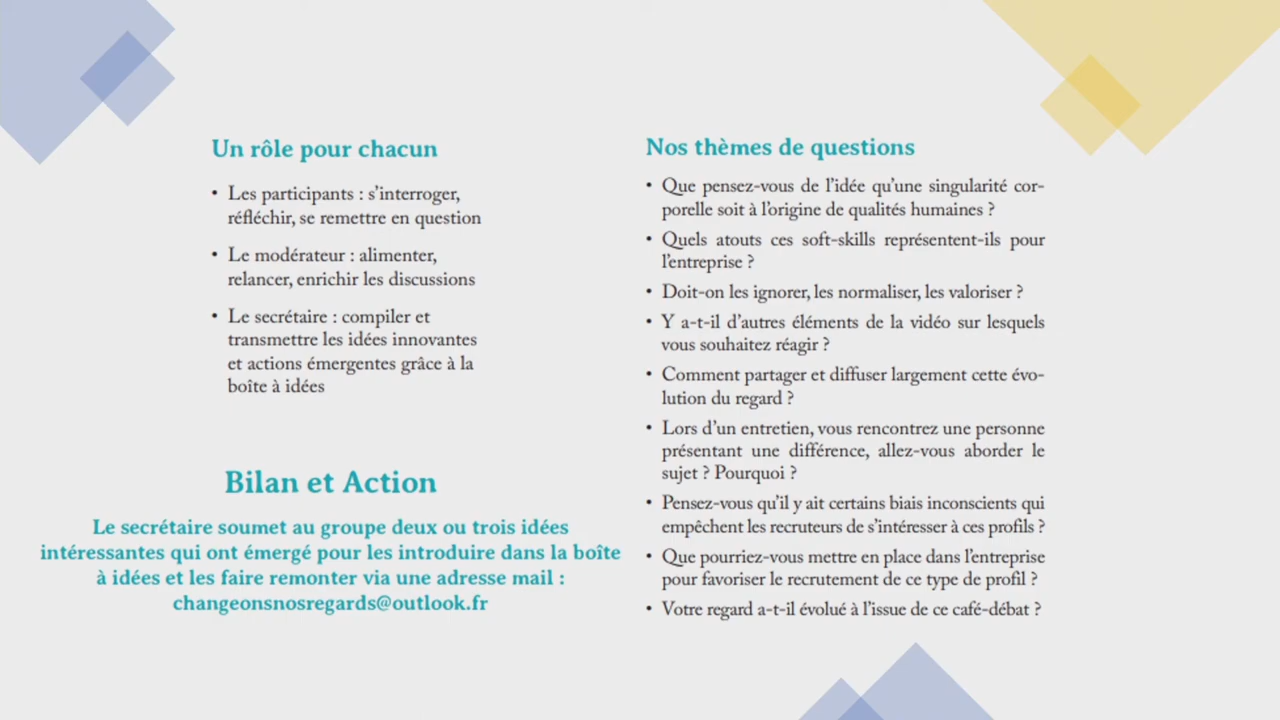 Un rôle pour chacun
• Les participants : s'interroger,
réfléchir, se remettre en question
• Le modérateur : alimenter,
relancer, enrichir les discussions
• Le secrétaire : compiler et
transmettre les idées innovantes
et actions émergentes grâce à la
boîte à idées
Bilan et Action
Le secrétaire soumet au groupe deux ou trois idées
intéressantes qui ont émergé pour les introduire dans la boîte
à idées et les faire remonter via une adresse mail :
changeonsnosregards@outlook.fr
Nos thèmes de questions
• Que pensez-vous de l'idée qu'une singularité cor-
porelle soit à l'origine de qualités humaines ?
• Quels atouts ces soft-skills représentent-ils pour
l'entreprise ?
• Doit-on les ignorer, les normaliser, les valoriser ?
• Y a-t-il d'autres éléments de la vidéo sur lesquels
vous souhaitez réagir ?
• Comment partager et diffuser largement cette évo-
lution du regard ?
• Lors d'un entretien, vous rencontrez une personne
présentant une différence, allez-vous aborder le
sujet ? Pourquoi ?
• Pensez-vous qu'il y ait certains biais inconscients qui
empêchent les recruteurs de s'intéresser à ces profils ?
• Que pourriez-vous mettre en place dans l'entreprise
pour favoriser le recrutement de ce type de profil ?
• Votre regard a-t-il évolué à l'issue de ce café-débat ?